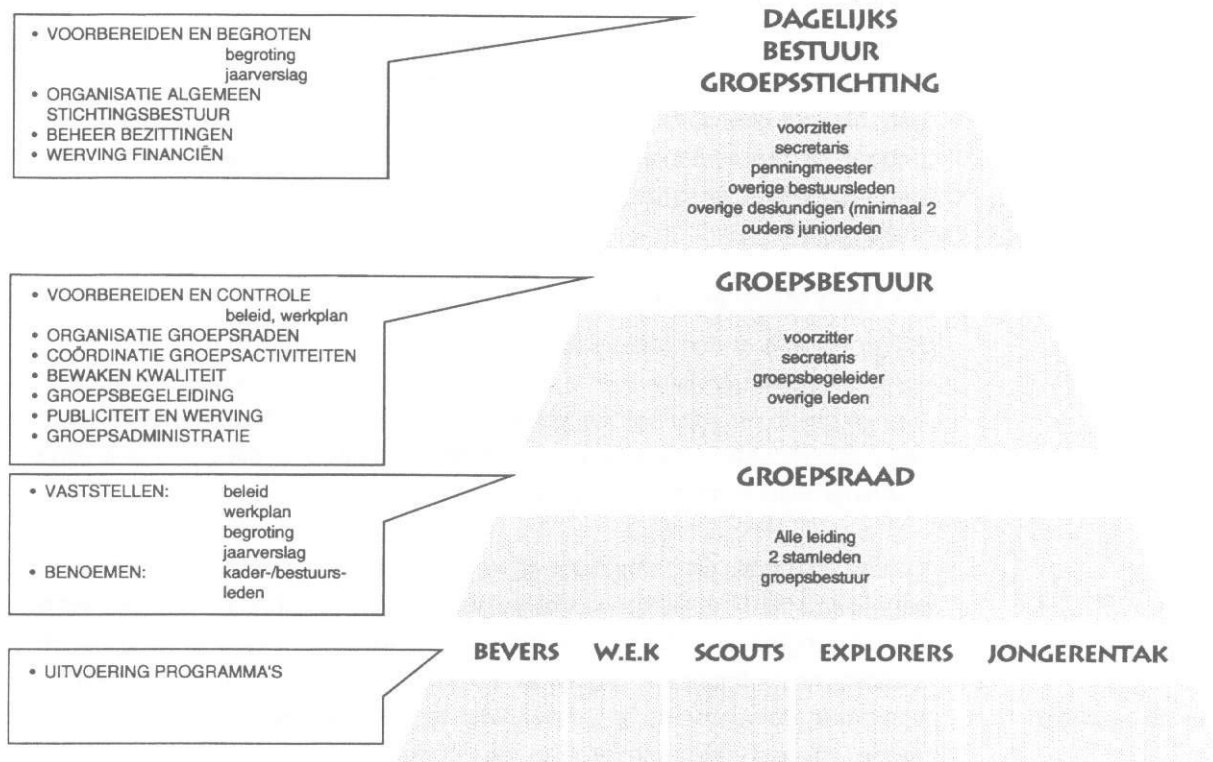 • VOORBEREIDEN EN BEGROTEN
begroting
jaarverslag
• ORGANISATIE ALGEMEEN
STICHTINGSBESTUUR
• BEHEER BEZITTINGEN
• WERVING FINANCIËN
DAGELIJKS
BESTUUR
GROEPSSTICHTING
voorzitter
secretaris
penningmeester
overige bestuursleden
overige deskundigen (minimaal 2
ouders juniorleden
• VOORBEREIDEN EN CONTROLE
beleid, werkplan
• ORGANISATIE GROEPSRADEN
• COÖRDINATIE GROEPSACTIVITEITEN
• BEWAKEN KWALITEIT
• GROEPSBEGELEIDING
• PUBLICITEIT EN WERVING
• GROEPSADMINISTRATIE
GROEPSBESTUUR
voorzitter
secretaris
groepsbegeleider
overige leden
• VASTSTELLEN: beleid
werkplan
begroting
jaarverslag
• BENOEMEN: kader-/bestuurs-
leden
GROEPSRAAD
Alle leiding
2 stamleden
groepsbestuur
• UITVOERING PROGRAMMA'S
BEVERS W.E.K SCOUTS EXPLORERS JONGERENTAK